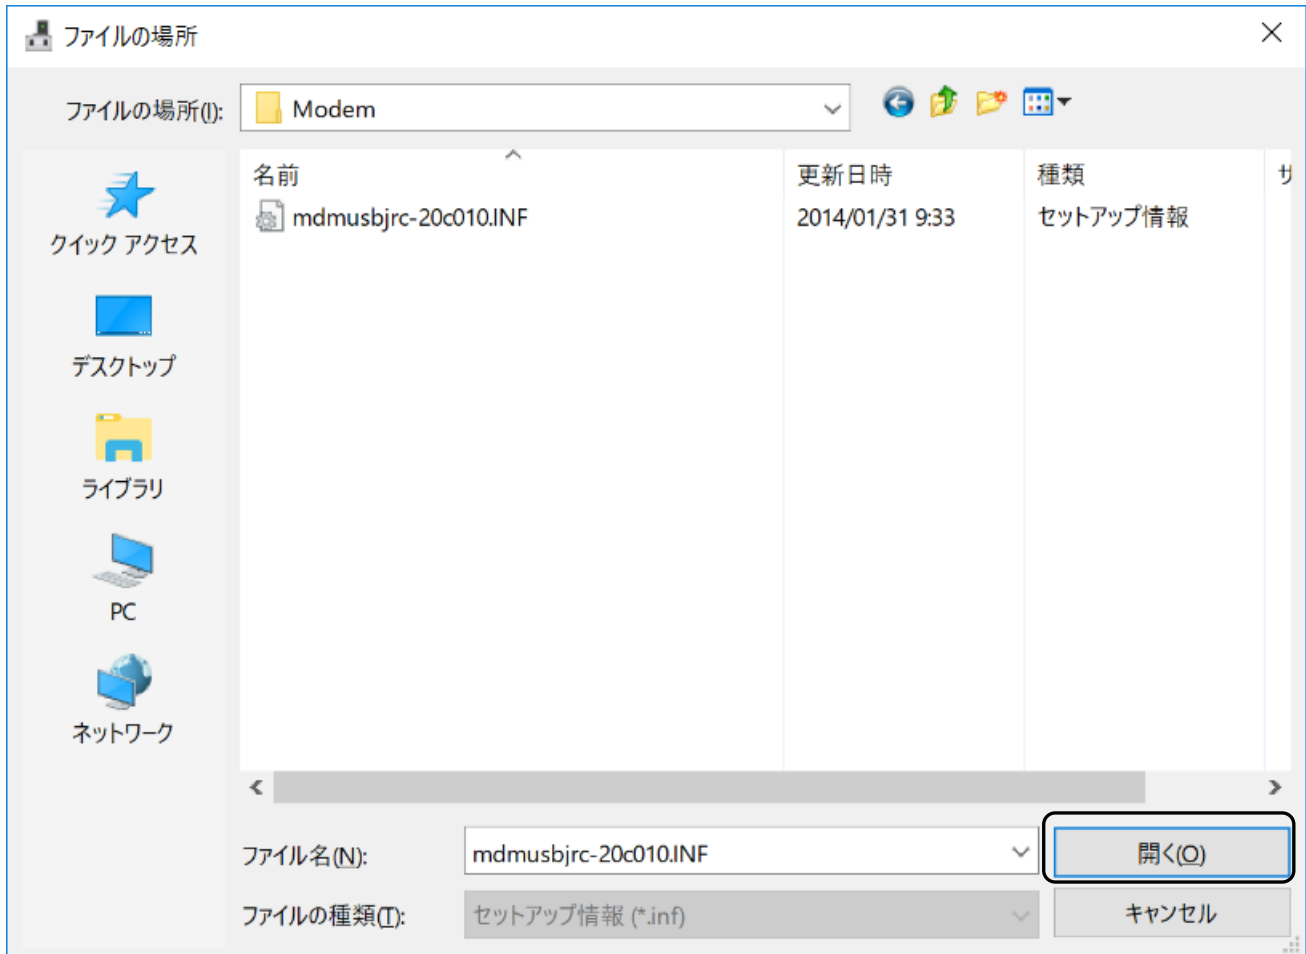 ファイルの場所
ファイルの場所(I):
Modem
クイック アクセス
デスクトップ
ライブラリ
PC
ネットワーク
名前 更新日時 種類 サ
mdmusbjrc-20c010.INF 2014/01/31 9:33 セットアップ情報
ファイル名(N): mdmusbjrc-20c010.INF 開く(O)
ファイルの種類(T): セットアップ情報 (*.inf) キャンセル